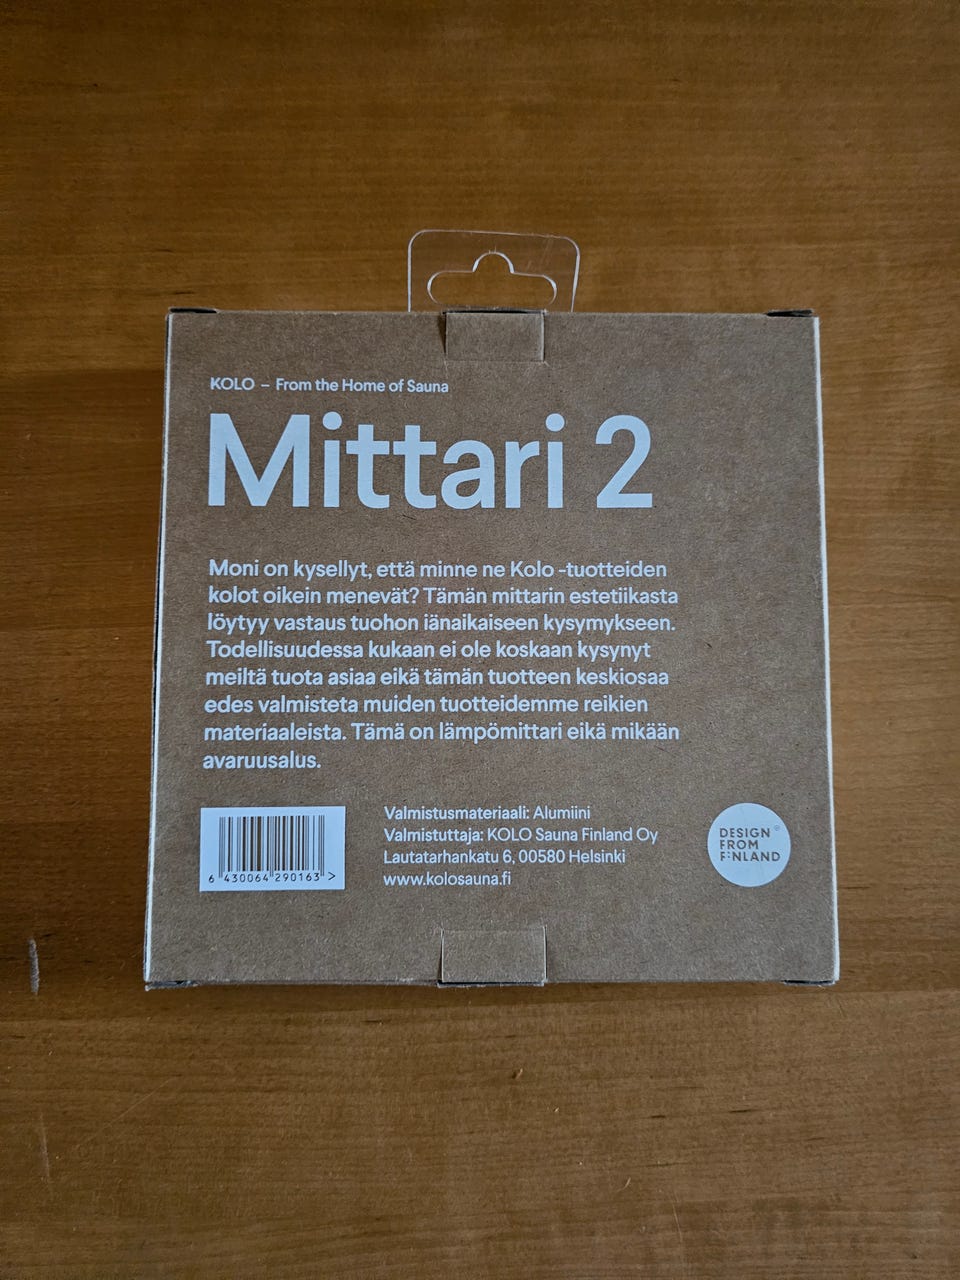 KOLO – From the Home of Sauna
Mittari 2
Moni on kysellyt, että minne ne Kolo -tuotteiden
kolot oikein menevät? Tämän mittarin estetiikasta
löytyy vastaus tuohon iänaikaiseen kysymykseen.
Todellisuudessa kukaan ei ole koskaan kysynyt
meiltä tuota asiaa eikä tämän tuotteen keskiosaa
edes valmisteta muiden tuotteidemme reikien
materiaaleista. Tämä on lämpömittari eikä mikään
avaruusalus.
6 430064 290163 >
Valmistusmateriaali: Alumiini
Valmistuttaja: KOLO Sauna Finland Oy
Lautatarhankatu 6, 00580 Helsinki
www.kolosauna.fi
DESIGN ®
FROM
FINLAND